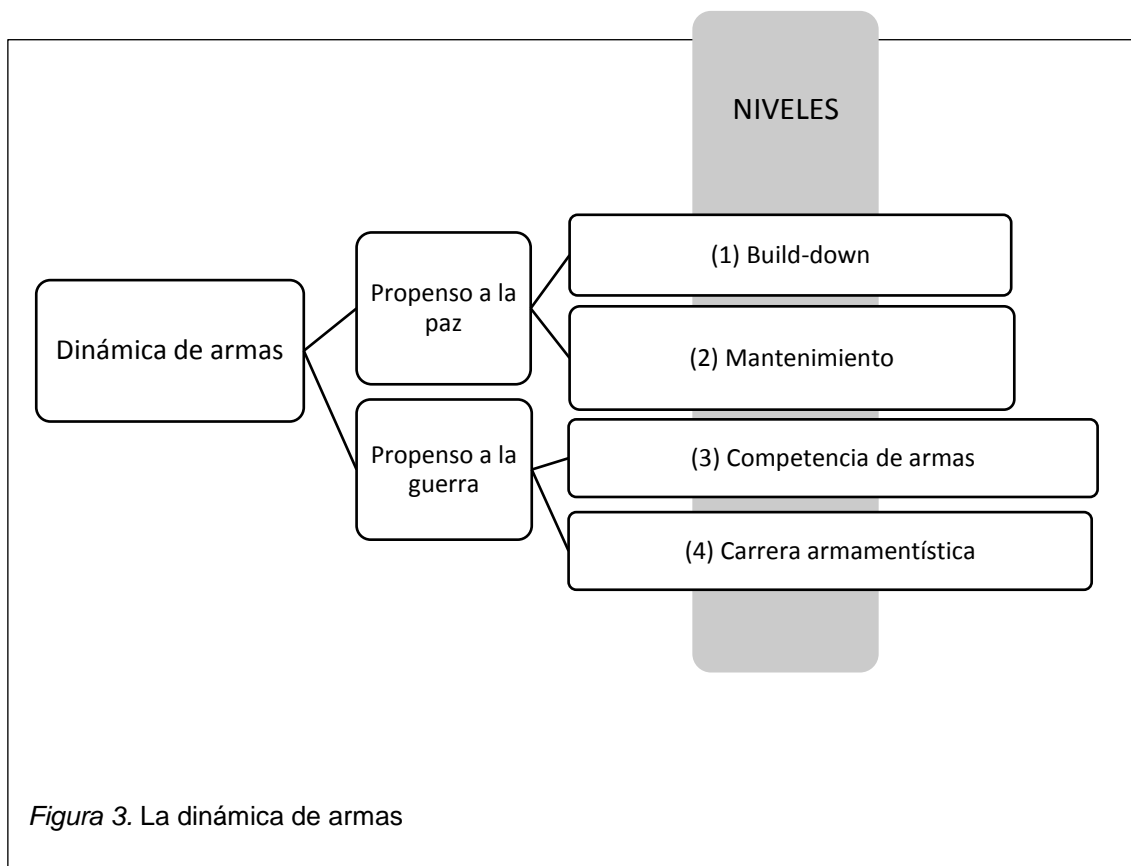 NIVELES
Dinámica de armas
Propenso a la
paz
(1) Build-down
(2) Mantenimiento
Propenso a la
guerra
(3) Competencia de armas
(4) Carrera armamentística
Figura 3. La dinámica de armas